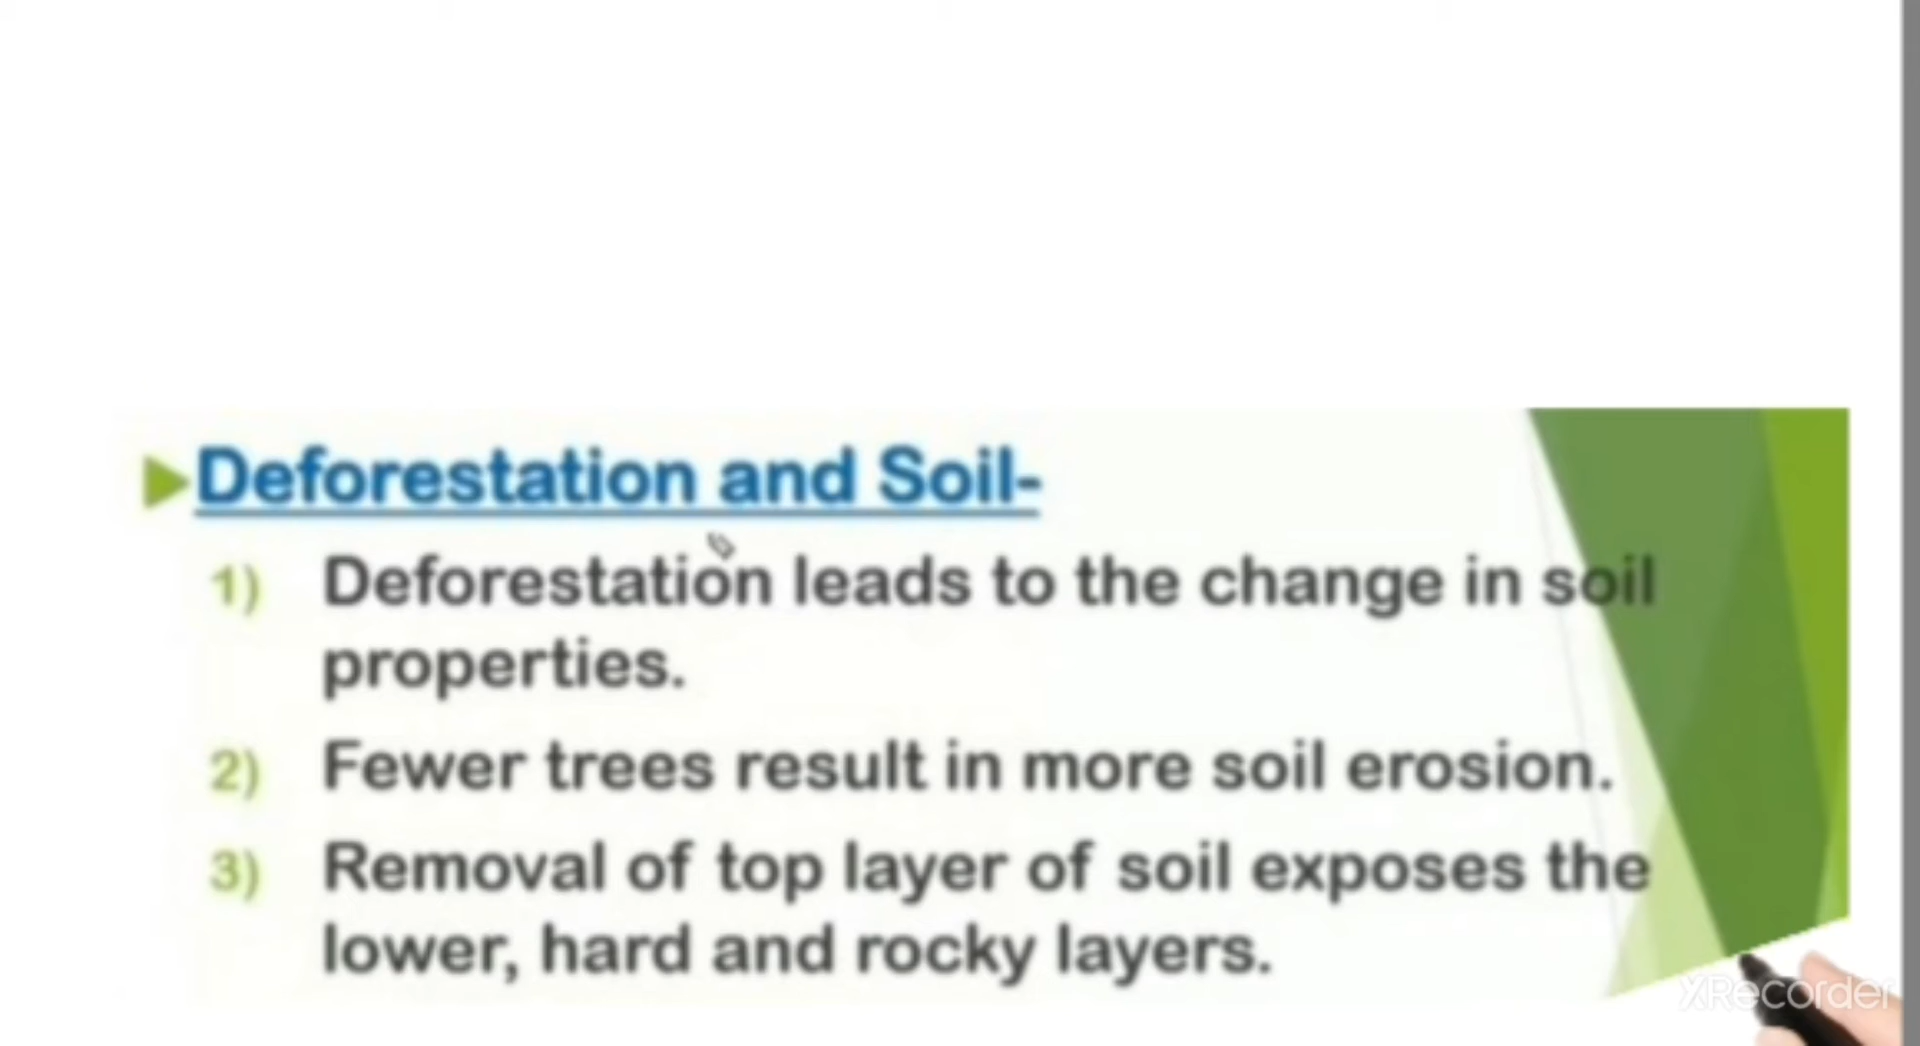 Deforestation and Soil-
1) Deforestation leads to the change in soil
properties.
2) Fewer trees result in more soil erosion.
3) Removal of top layer of soil exposes the
lower, hard and rocky layers.
XRecorder